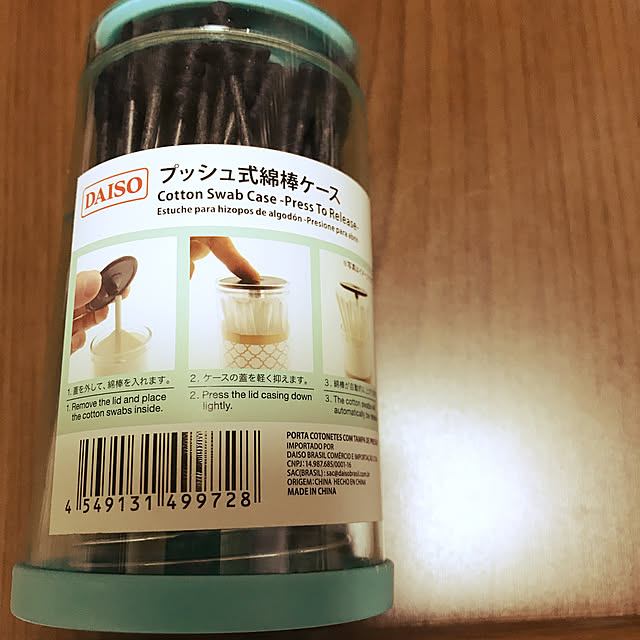 DAISO
プッシュ式綿棒ケース
Cotton Swab Case -Press To Release-
Estuche para hizopos de algodón -Presione para abrir-
1. 蓋を外して、綿棒を入れます。
1. Remove the lid and place
the cotton swabs inside.
2. ケースの蓋を軽く抑えます。
2. Press the lid casing down
lightly.
3. 綿棒が自動的に
3. The cotton
automatically be
PORTA COTONETES COM TAMPA DE
IMPORTADO POR
DAISO BRASIL COMÉRCIO E IMPORTAÇÃO
CNPJ: 14.987.685/0001-16
SAC(BRASIL) : sac@daisobrasil.com.br
ORIGEM: CHINA HECHO EN CHINA
MADE IN CHINA
4 549131 499728